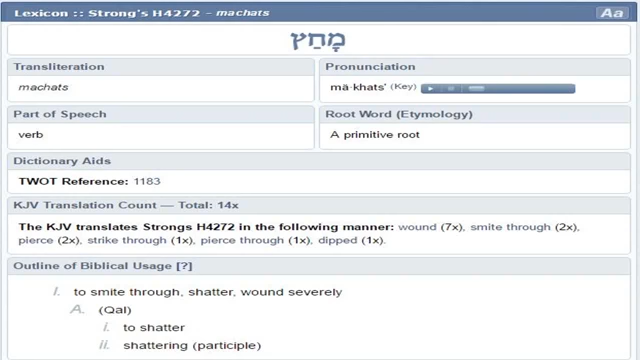 Lexicon :: Strong's H4272 - machats
Aa
מָחַץ
Transliteration
machats
Pronunciation
mä·khats' (Key)
Part of Speech
verb
Root Word (Etymology)
A primitive root
Dictionary Aids
TWOT Reference: 1183
KJV Translation Count — Total: 14x
The KJV translates Strongs H4272 in the following manner: wound (7x), smite through (2x),
pierce (2x), strike through (1x), pierce through (1x), dipped (1x).
Outline of Biblical Usage [?]
I. to smite through, shatter, wound severely
A. (Qal)
i. to shatter
ii. shattering (participle)